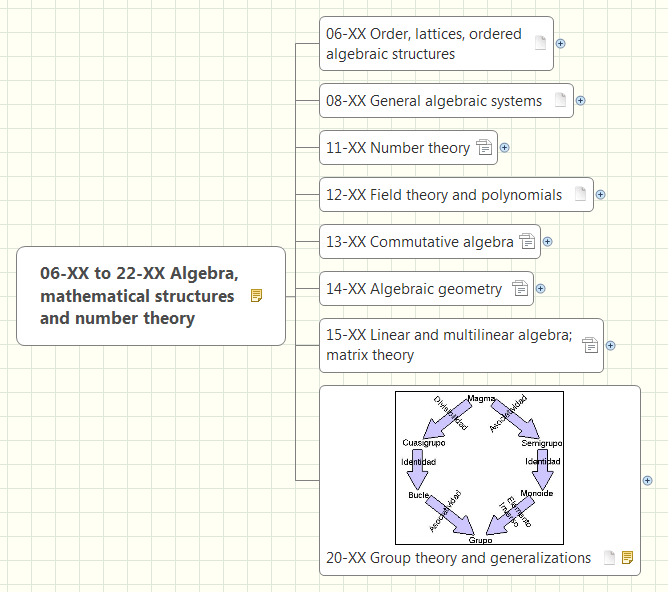 06-XX to 22-XX Algebra,
mathematical structures
and number theory
06-XX Order, lattices, ordered
algebraic structures
08-XX General algebraic systems
11-XX Number theory
12-XX Field theory and polynomials
13-XX Commutative algebra
14-XX Algebraic geometry
15-XX Linear and multilinear algebra;
matrix theory
Magma
Divisibilidad
Asociatividad
Cuasigrupo
Semigrupo
Identidad
Identidad
Bucle
Monoide
Asociatividad
Elemento
Inverso
Grupo
20-XX Group theory and generalizations